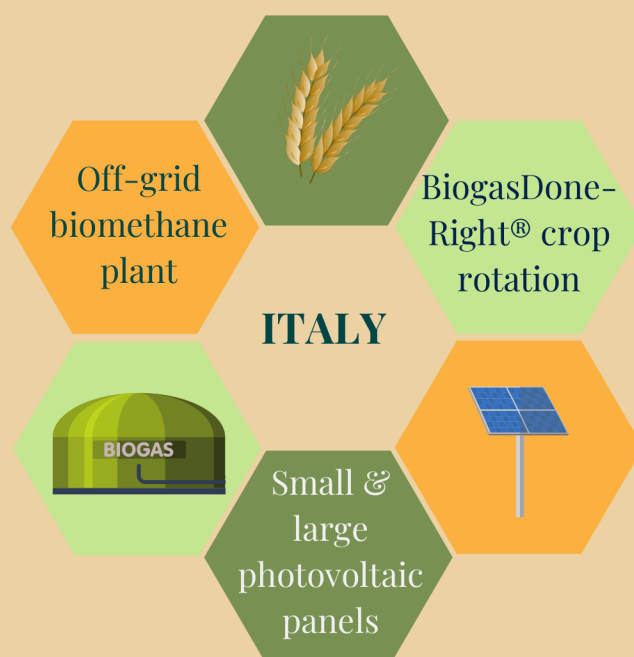 Off-grid
biomethane
plant
BiogasDone-
Right® crop
rotation
ITALY
BIOGAS
Small &
large
photovoltaic
panels